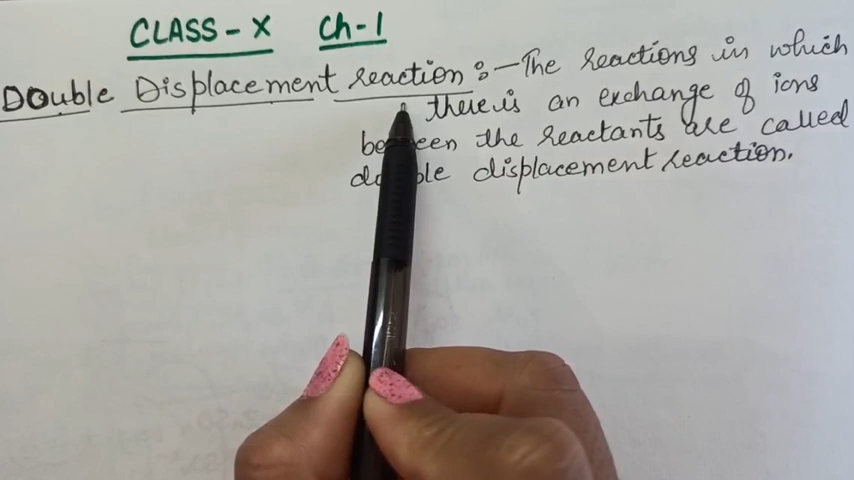 CLASS - X Ch-1
Double Displacement reaction :- The reactions in which
there is an exchange of ions
between the reactants are called
double displacement reaction.